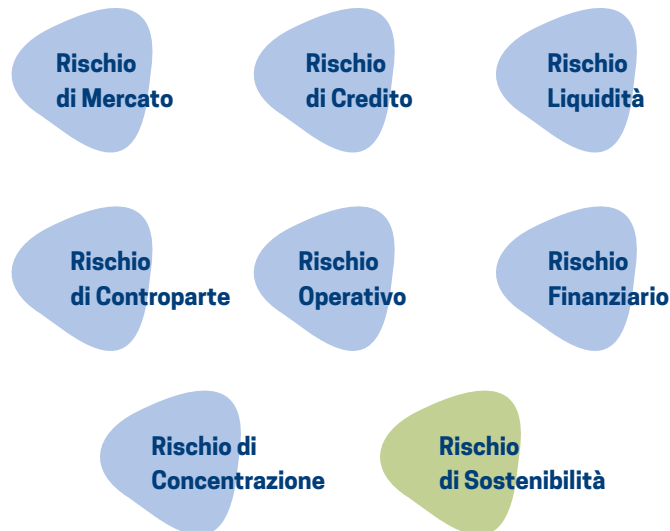 Rischio
di Mercato
Rischio
di Credito
Rischio
Liquidità
Rischio
di Controparte
Rischio
Operativo
Rischio
Finanziario
Rischio di
Concentrazione
Rischio
di Sostenibilità